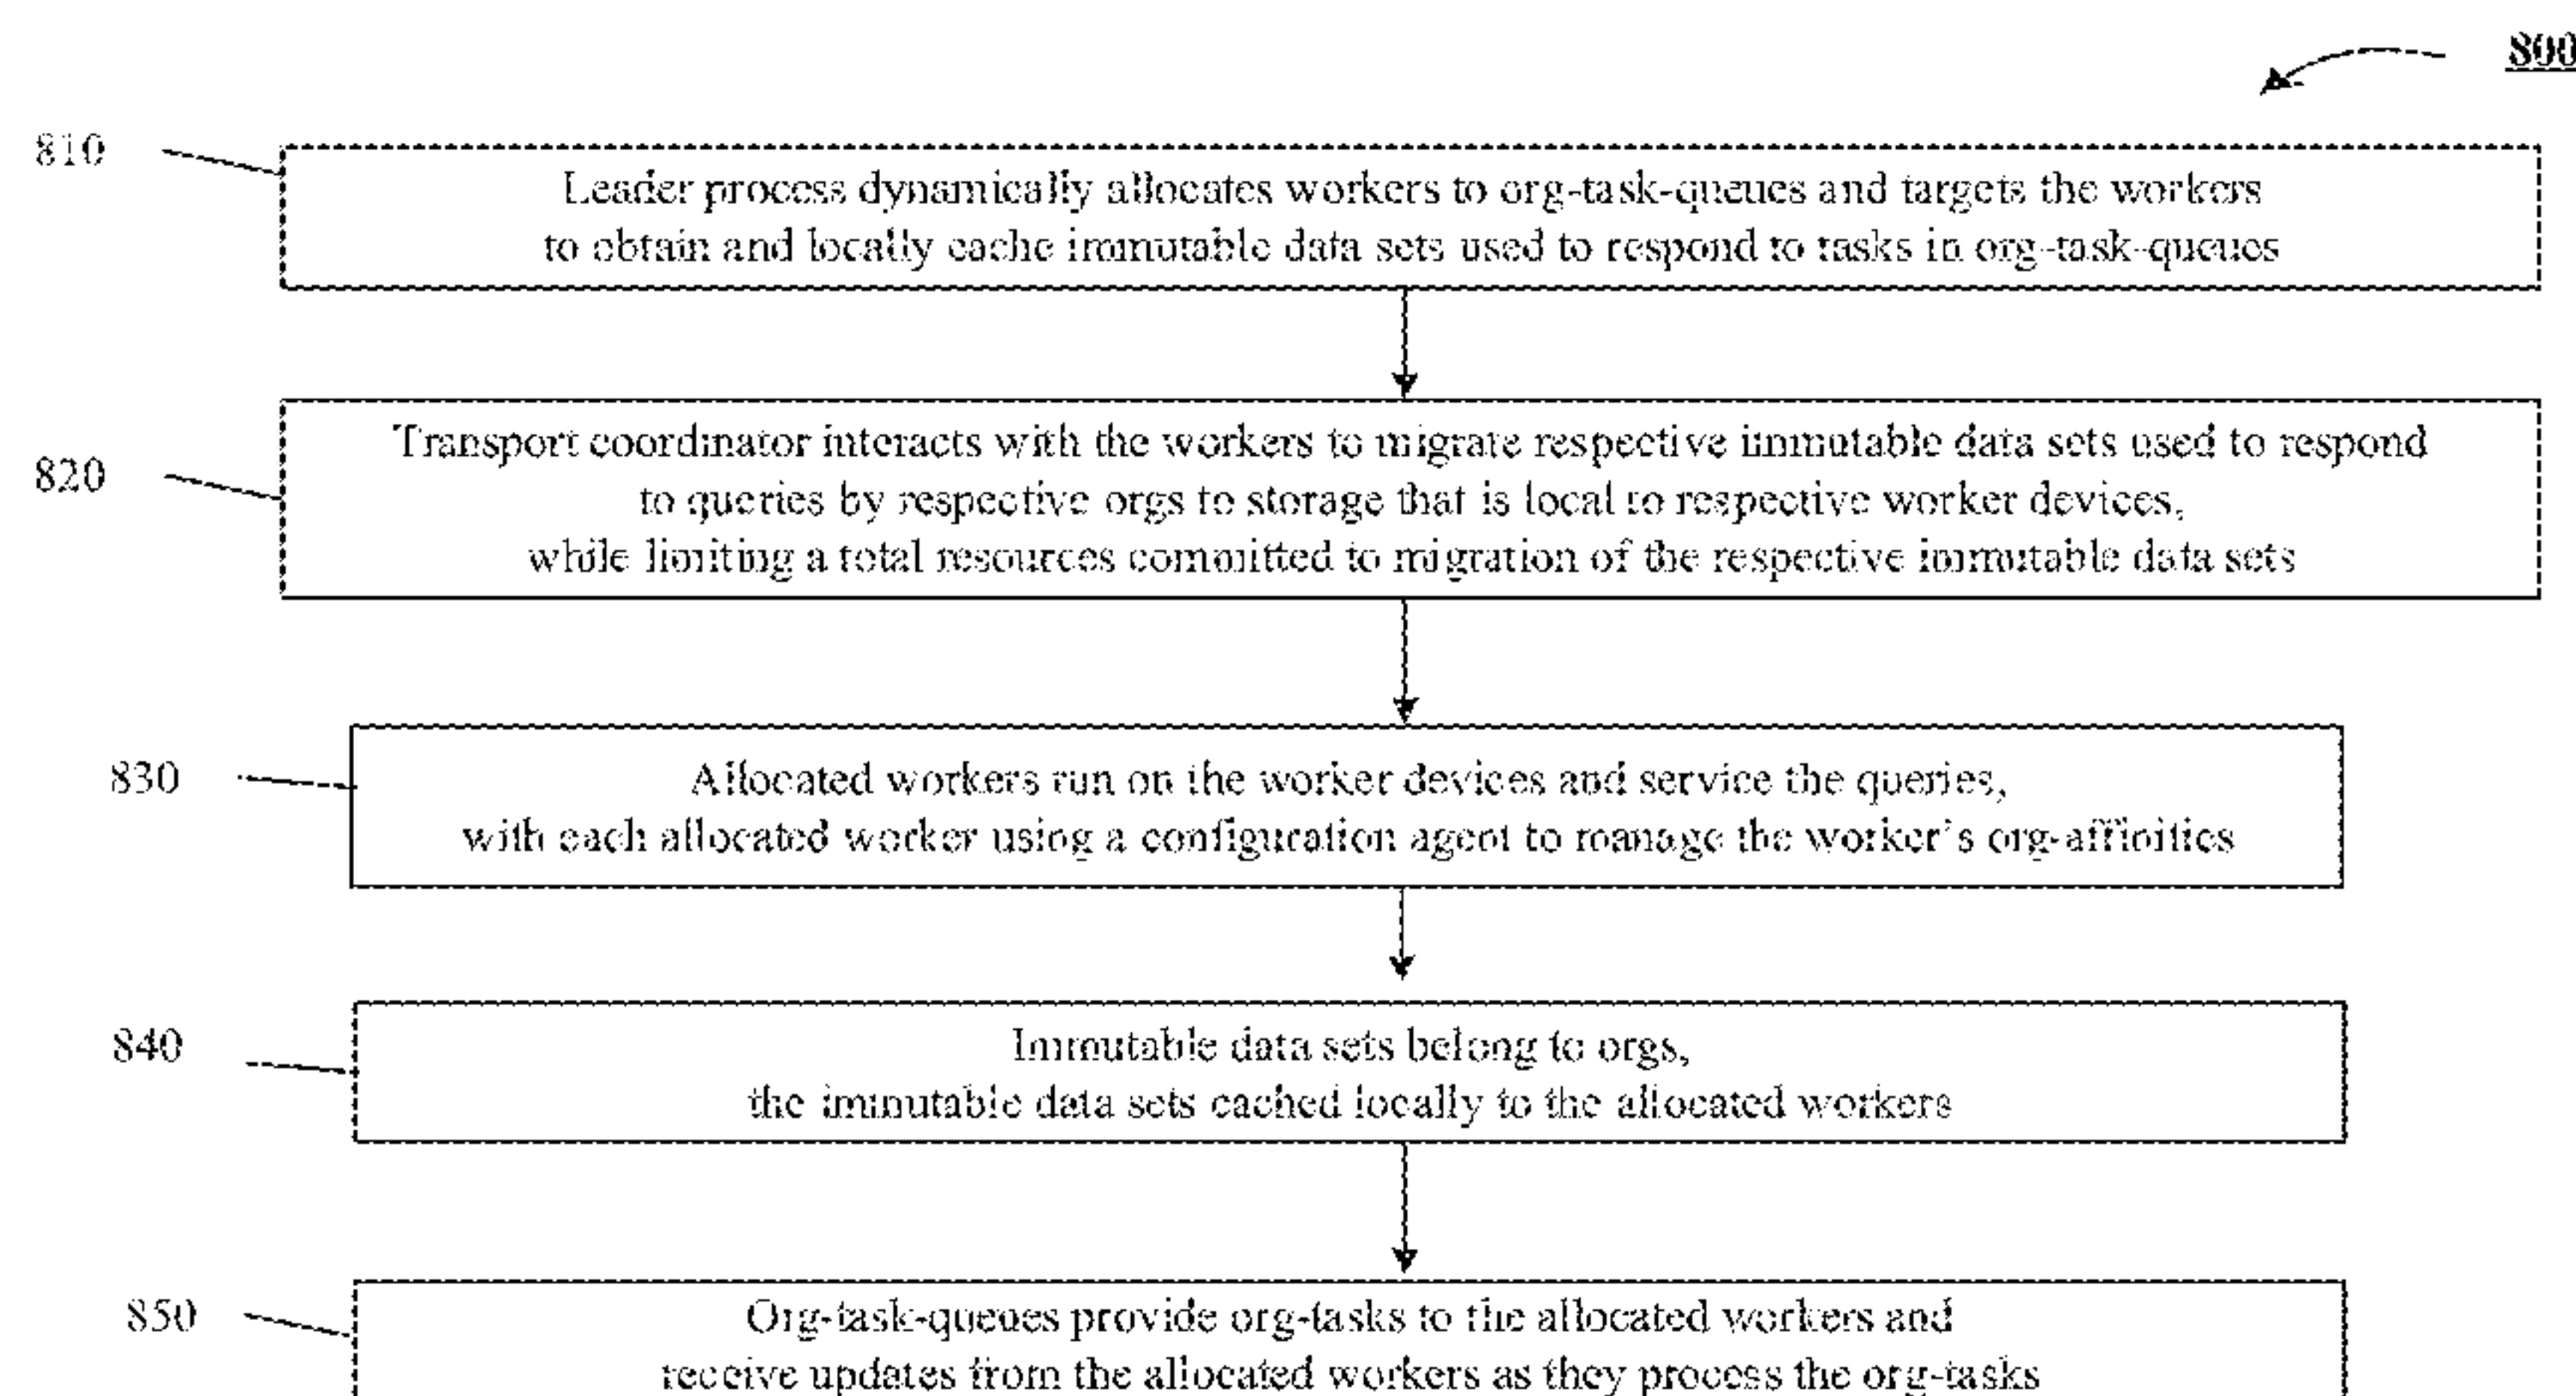 800
810
Leader process dynamically allocates workers to org-task-queues and targets the workers
to obtain and locally cache immutable data sets used to respond to tasks in org-task-queues
820
Transport coordinator interacts with the workers to migrate respective immutable data sets used to respond
to queries by respective orgs to storage that is local to respective worker devices,
while limiting a total resources committed to migration of the respective immutable data sets
830
Allocated workers run on the worker devices and service the queries,
with each allocated worker using a configuration agent to manage the worker's org-affinities
840
Immutable data sets belong to orgs,
the immutable data sets cached locally to the allocated workers
850
Org-task-queues provide org-tasks to the allocated workers and
receive updates from the allocated workers as they process the org-tasks